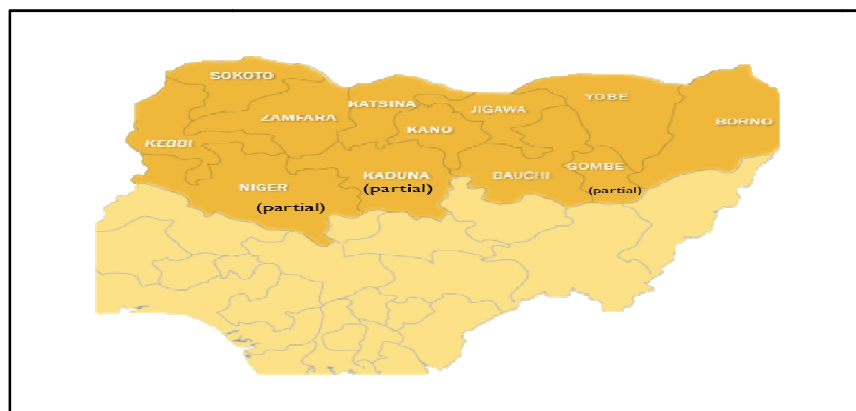 SOKOTO
YOBE
KATSINA
JIGAWA
ZAMFARA
BORNO
KANO
KEBBI
GOMBE
KADUNA
BAUCHI
NIGER
(partial)
(partial)
(partial)